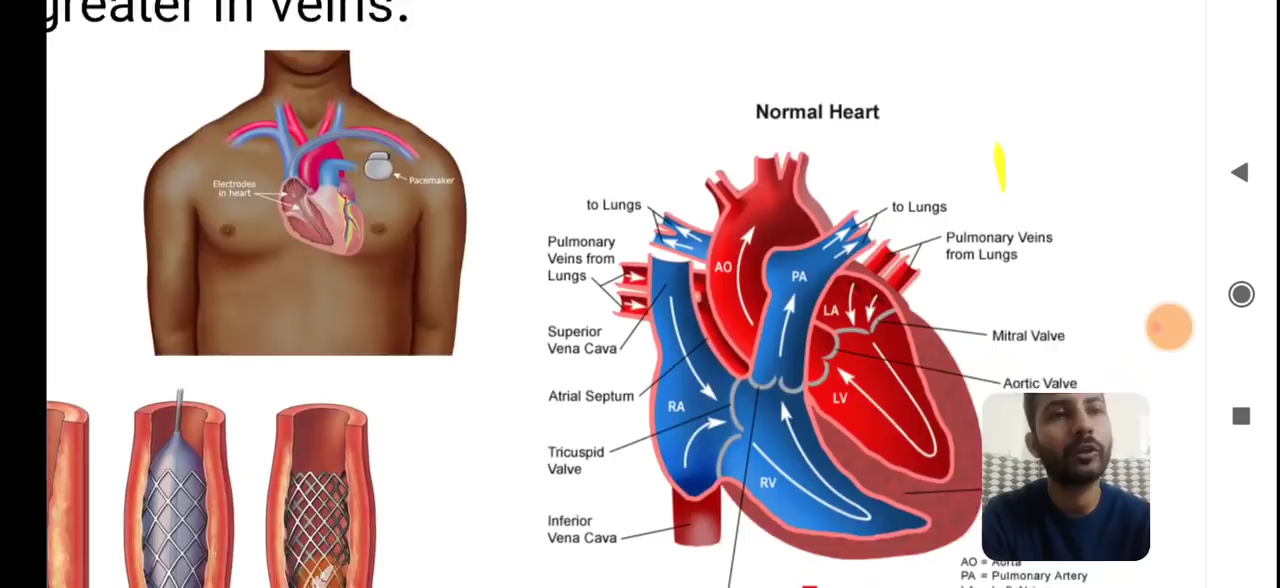 greater in veins.
Electrodes
in heart
Pacemaker
Normal Heart
to Lungs
to Lungs
Pulmonary
Veins from
Lungs
Pulmonary Veins
from Lungs
AO
PA
LA
Superior
Vena Cava
Mitral Valve
Aortic Valve
Atrial Septum
RA
LV
Tricuspid
Valve
RV
Inferior
Vena Cava
AO = Aorta
PA = Pulmonary Artery